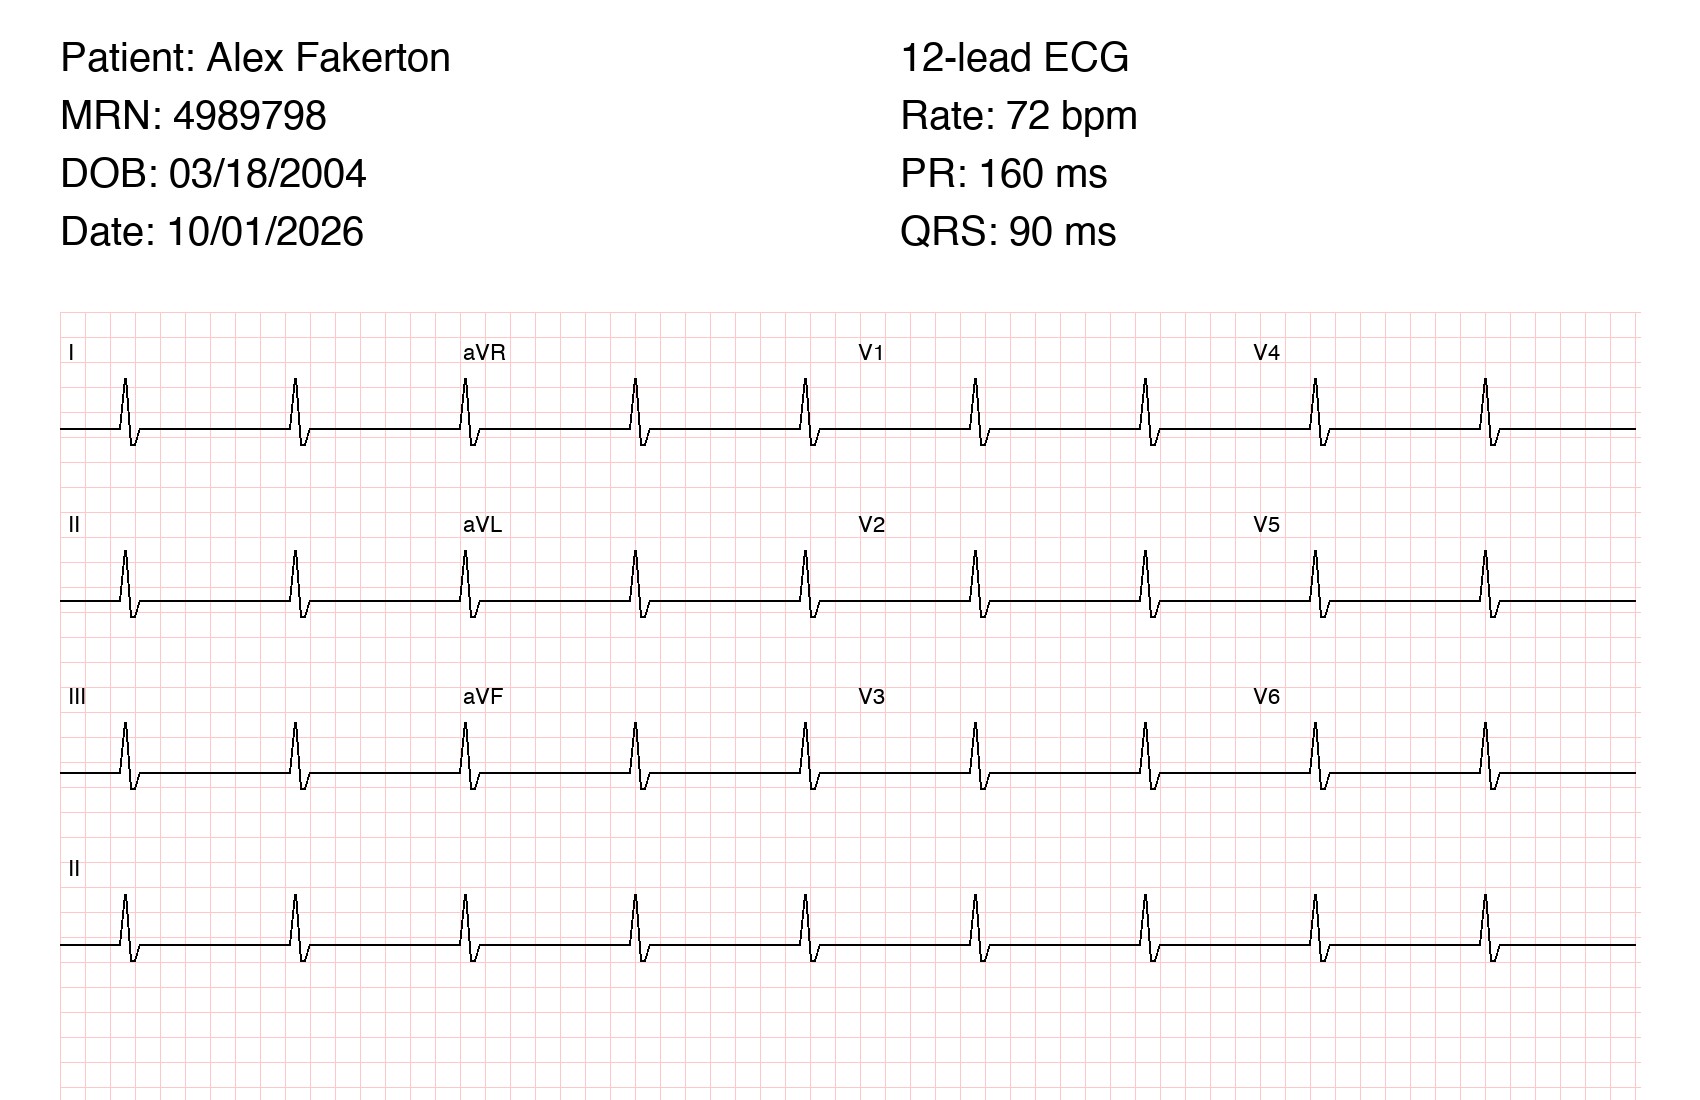 Patient: Alex Fakerton
MRN: 4989798
DOB: 03/18/2004
Date: 10/01/2026
12-lead ECG
Rate: 72 bpm
PR: 160 ms
QRS: 90 ms
I aVR V1 V4
II aVL V2 V5
III aVF V3 V6
II